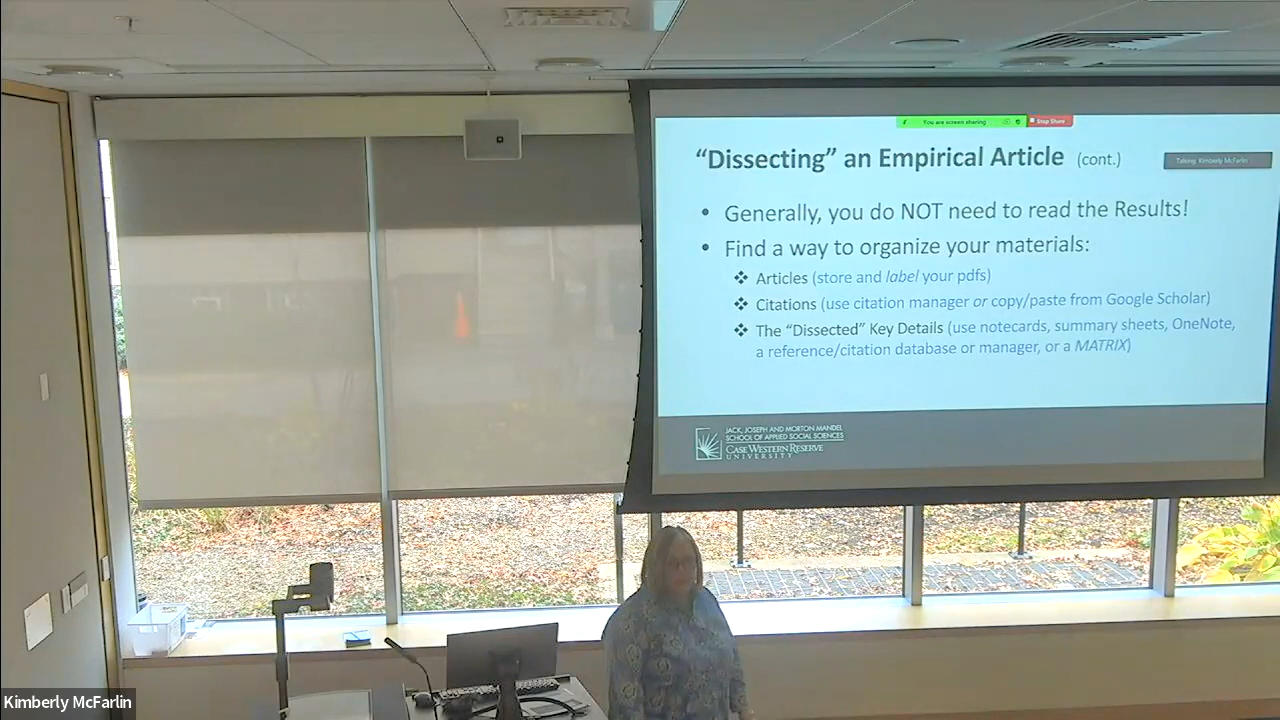 You are screen sharing
Stop Share
"Dissecting" an Empirical Article (cont.)
Talking: Kimberly McFarlin
• Generally, you do NOT need to read the Results!
• Find a way to organize your materials:
❖ Articles (store and label your pdfs)
❖ Citations (use citation manager or copy/paste from Google Scholar)
❖ The "Dissected" Key Details (use notecards, summary sheets, OneNote,
a reference/citation database or manager, or a MATRIX)
JACK, JOSEPH AND MORTON MANDEL
SCHOOL OF APPLIED SOCIAL SCIENCES
CASE WESTERN RESERVE
UNIVERSITY
Kimberly McFarlin